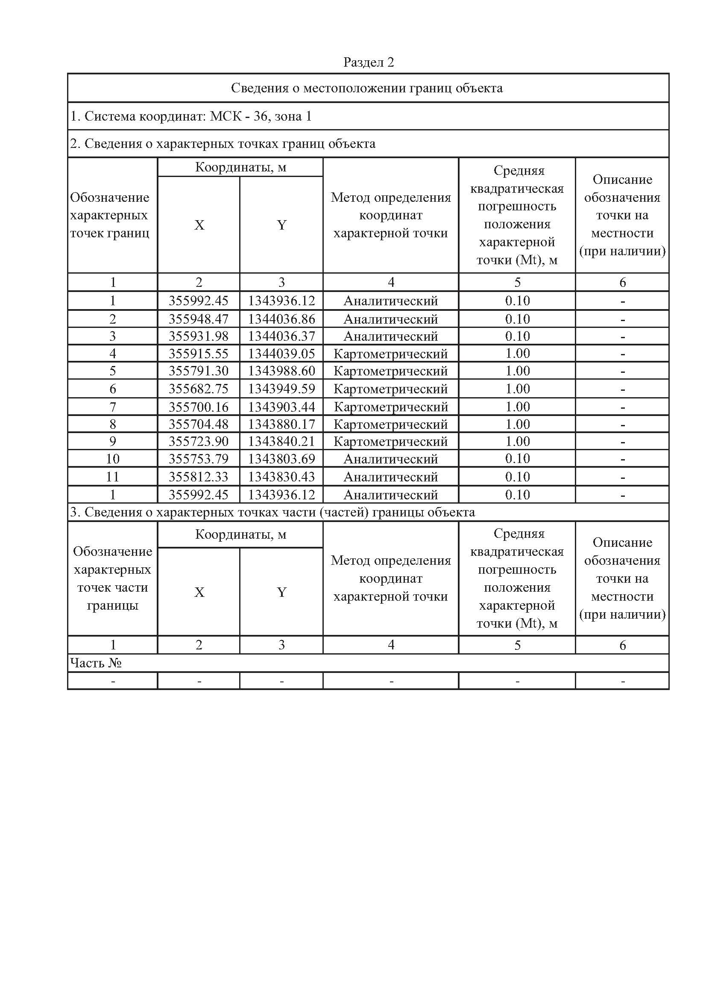 Раздел 2
Сведения о местоположении границ объекта
1. Система координат: МСК - 36, зона 1
2. Сведения о характерных точках границ объекта
Обозначение
характерных
точек границ
Координаты, м
X
Y
Метод определения
координат
характерной точки
Средняя
квадратическая
погрешность
положения
характерной
точки (Mt), м
Описание
обозначения
точки на
местности
(при наличии)
1 2 3 4 5 6
1 355992.45 1343936.12 Аналитический 0.10 -
2 355948.47 1344036.86 Аналитический 0.10 -
3 355931.98 1344036.37 Аналитический 0.10 -
4 355915.55 1344039.05 Картометрический 1.00 -
5 355791.30 1343988.60 Картометрический 1.00 -
6 355682.75 1343949.59 Картометрический 1.00 -
7 355700.16 1343903.44 Картометрический 1.00 -
8 355704.48 1343880.17 Картометрический 1.00 -
9 355723.90 1343840.21 Картометрический 1.00 -
10 355753.79 1343803.69 Аналитический 0.10 -
11 355812.33 1343830.43 Аналитический 0.10 -
1 355992.45 1343936.12 Аналитический 0.10 -
3. Сведения о характерных точках части (частей) границы объекта
Обозначение
характерных
точек части
границы
Координаты, м
X
Y
Метод определения
координат
характерной точки
Средняя
квадратическая
погрешность
положения
характерной
точки (Mt), м
Описание
обозначения
точки на
местности
(при наличии)
1 2 3 4 5 6
Часть №
- - - - - -